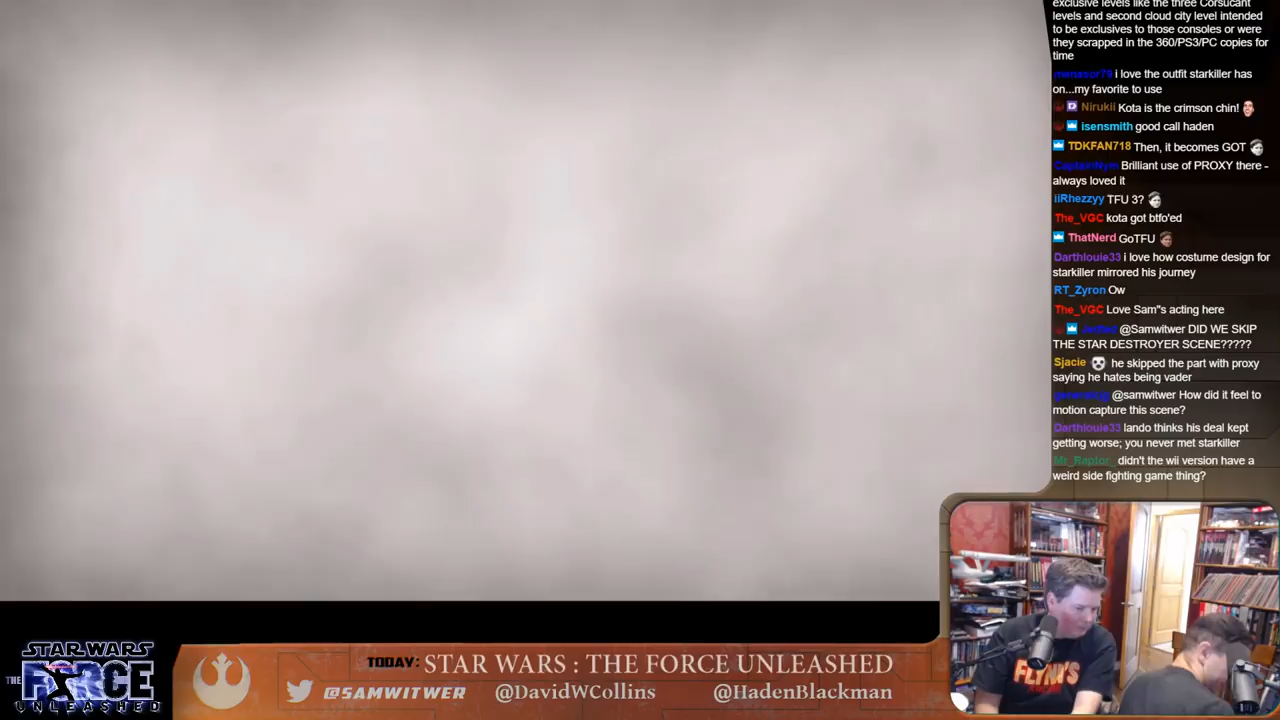 exclusive levels like the three Corsucant
levels and second cloud city level intended
to be exclusives to those consoles or were
they scrapped in the 360/PS3/PC copies for
time
manasor79 i love the outfit starkiller has
on...my favorite to use
Nirukii Kota is the crimson chin!
isensmith good call haden
TDKFAN718 Then, it becomes GOT
CaptainNym Brilliant use of PROXY there -
always loved it
iiRhezzyy TFU 3?
The_VGC kota got btfo'ed
ThatNerd GoTFU
Darthlouie33 i love how costume design for
starkiller mirrored his journey
RT_Zyron Ow
The_VGC Love Sam"s acting here
@Samwitwer DID WE SKIP
THE STAR DESTROYER SCENE?????
Sjacie he skipped the part with proxy
saying he hates being vader
@samwitwer How did it feel to
motion capture this scene?
Darthlouie33 lando thinks his deal kept
getting worse; you never met starkiller
Mr_Raptor_ didn't the wii version have a
weird side fighting game thing?
FLYNN'S
STAR WARS
THE FORCE
UNLEASHED
TODAY: STAR WARS : THE FORCE UNLEASHED
@SAMWITWER @DavidWCollins @HadenBlackman